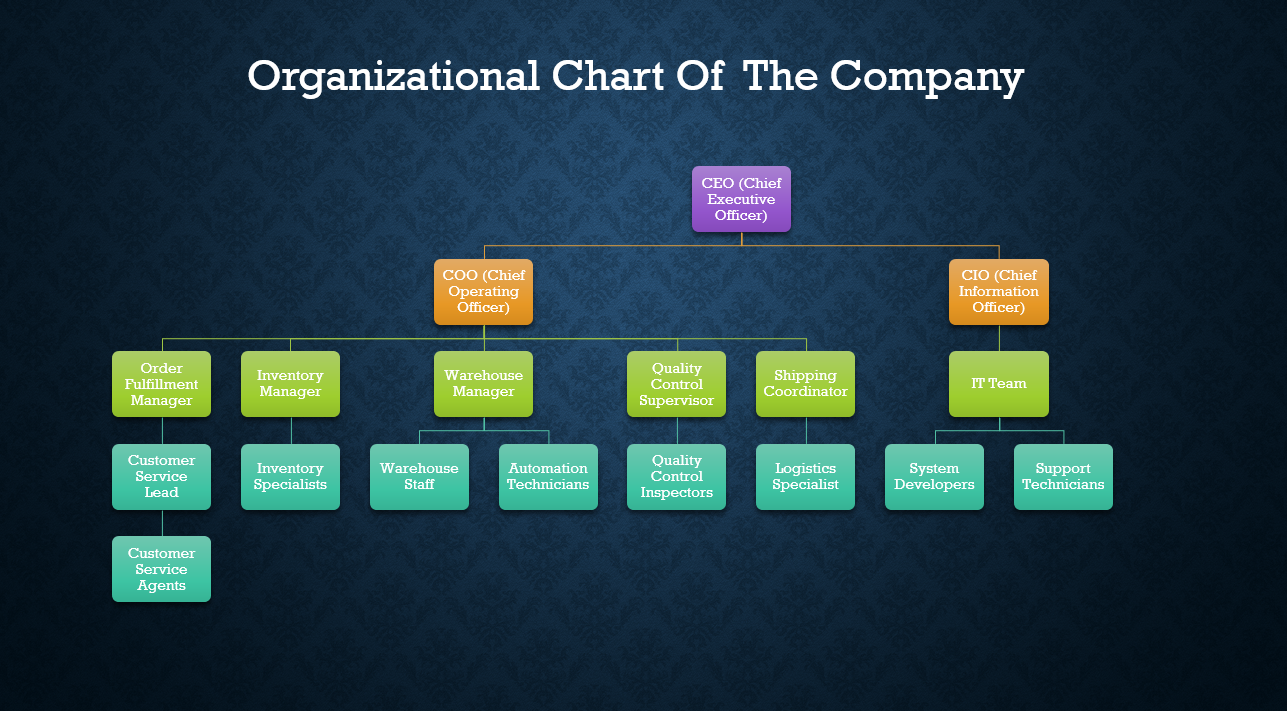 Organizational Chart Of The Company
CEO (Chief
Executive
Officer)
COO (Chief
Operating
Officer)
CIO (Chief
Information
Officer)
Order
Fulfillment
Manager
Inventory
Manager
Warehouse
Manager
Quality
Control
Supervisor
Shipping
Coordinator
IT Team
Customer
Service
Lead
Inventory
Specialists
Warehouse
Staff
Automation
Technicians
Quality
Control
Inspectors
Logistics
Specialist
System
Developers
Support
Technicians
Customer
Service
Agents